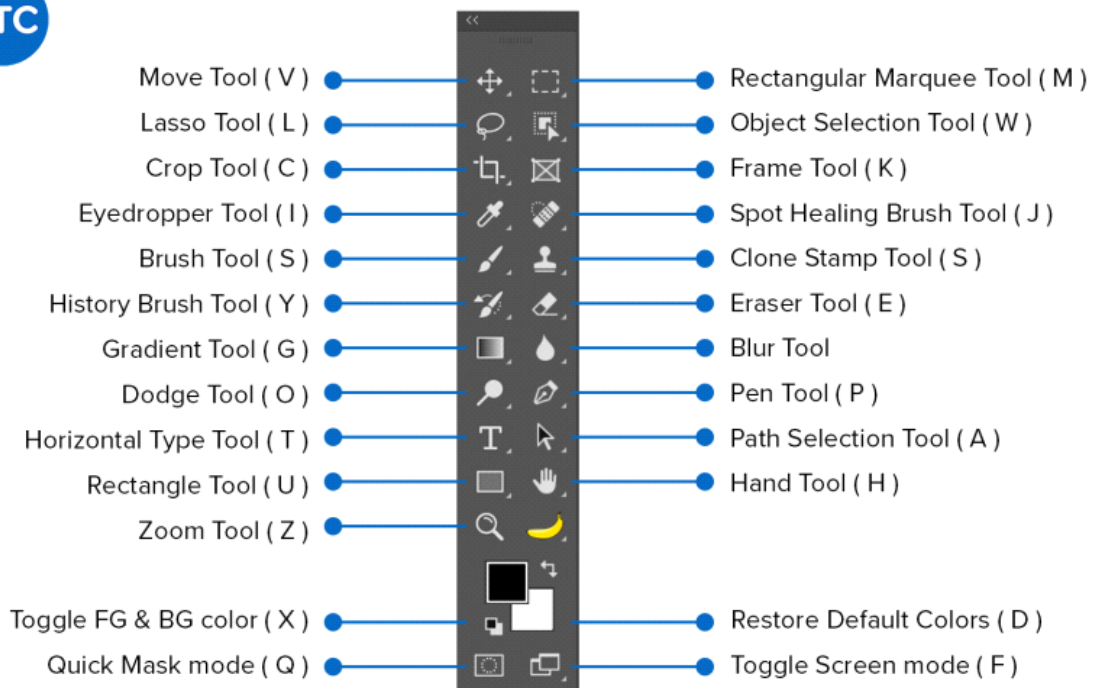 TC
Move Tool ( V )
Rectangular Marquee Tool ( M )
Lasso Tool ( L )
Object Selection Tool ( W )
Crop Tool ( C )
Frame Tool ( K )
Eyedropper Tool ( I )
Spot Healing Brush Tool ( J )
Brush Tool ( S )
Clone Stamp Tool ( S )
History Brush Tool ( Y )
Eraser Tool ( E )
Gradient Tool ( G )
Blur Tool
Dodge Tool ( O )
Pen Tool ( P )
Horizontal Type Tool ( T )
Path Selection Tool ( A )
Rectangle Tool ( U )
Hand Tool ( H )
Zoom Tool ( Z )
Toggle FG & BG color ( X )
Restore Default Colors ( D )
Quick Mask mode ( Q )
Toggle Screen mode ( F )